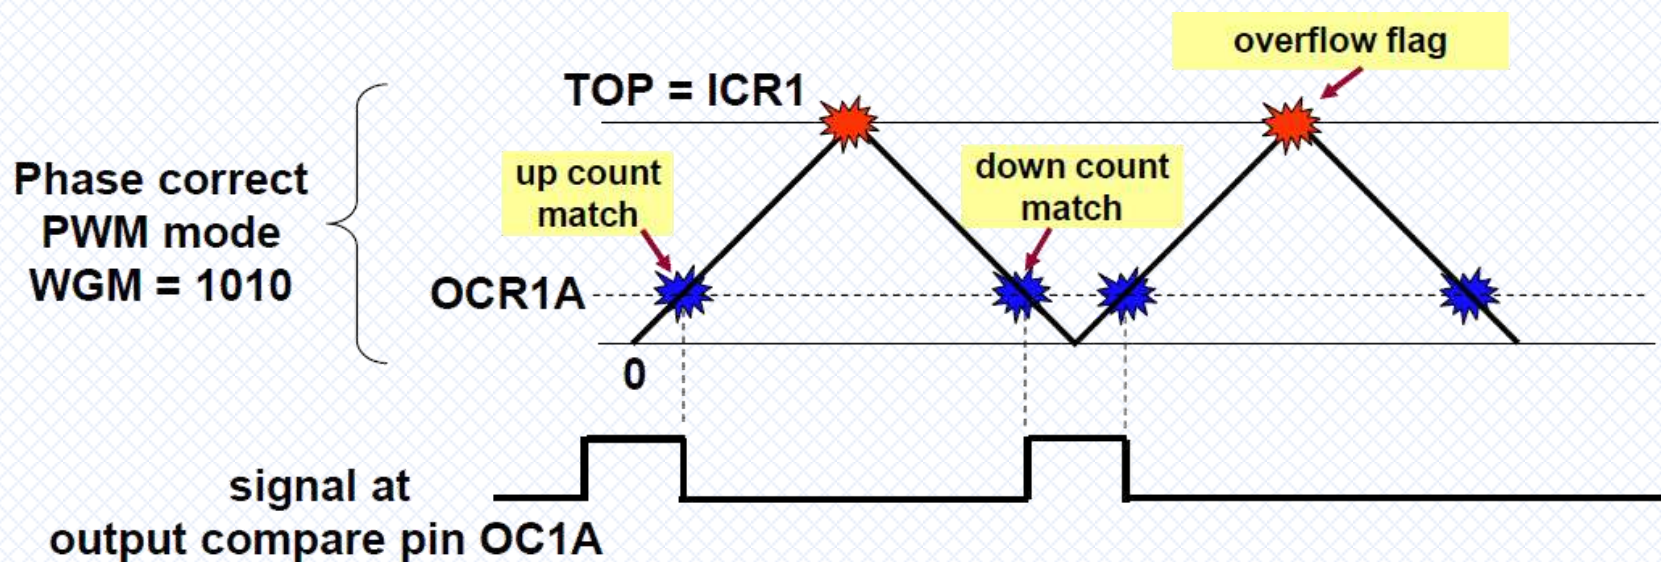 overflow flag
TOP = ICR1
up count
match
down count
match
Phase correct
PWM mode
WGM = 1010
OCR1A
0
signal at
output compare pin OC1A